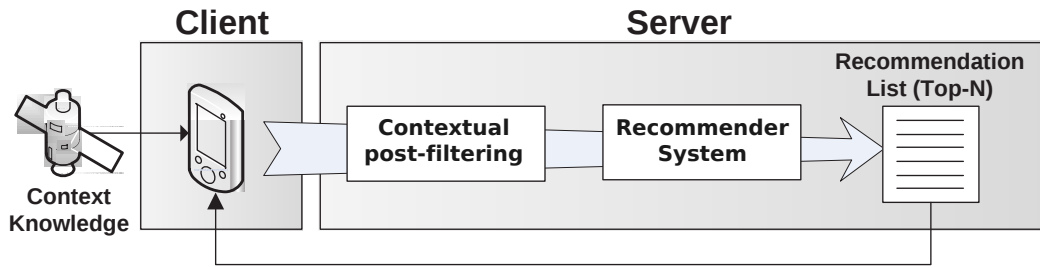 Client
Server
Recommendation
List (Top-N)
Contextual
post-filtering
Recommender
System
Context
Knowledge